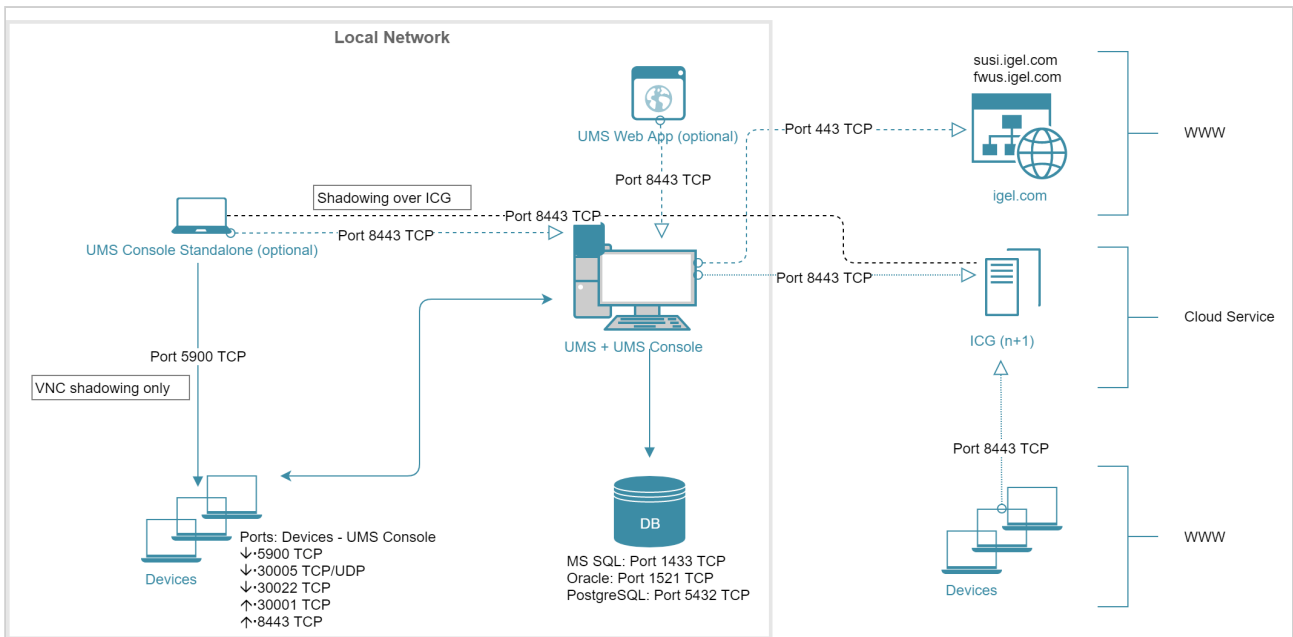 Local Network
susi.igel.com
fwus.igel.com
UMS Web App (optional)
Port 443 TCP
WWW
Port 8443 TCP
igel.com
Shadowing over ICG
Port 8443 TCP
Port 8443 TCP
UMS Console Standalone (optional)
Port 8443 TCP
Cloud Service
UMS + UMS Console
ICG (n+1)
Port 5900 TCP
VNC shadowing only
Port 8443 TCP
DB
WWW
Ports: Devices - UMS Console
↓·5900 TCP
↓·30005 TCP/UDP
↓·30022 TCP
↑·30001 TCP
↑·8443 TCP
Devices
MS SQL: Port 1433 TCP
Oracle: Port 1521 TCP
PostgreSQL: Port 5432 TCP
Devices